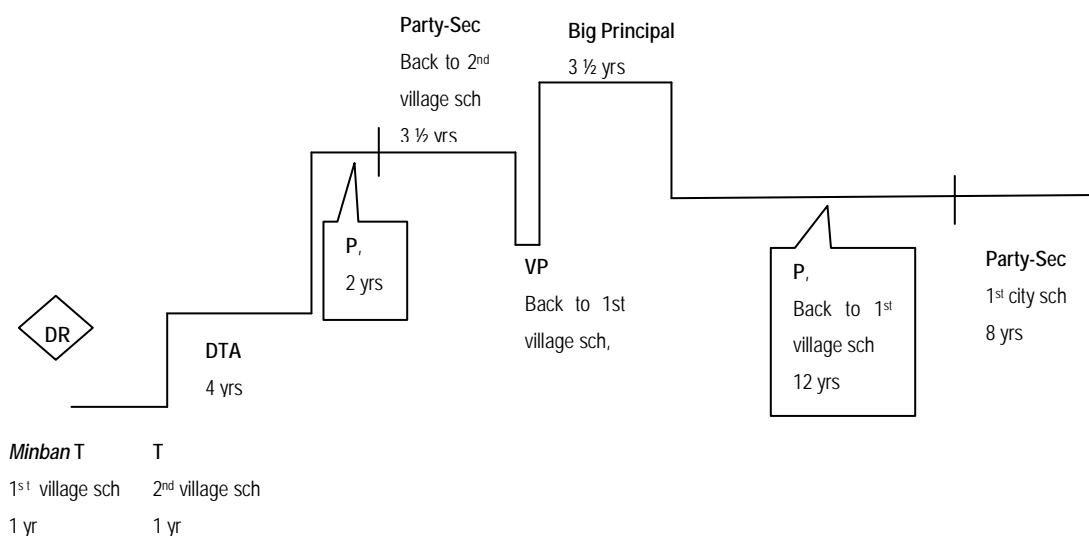 Party-Sec
Back to 2nd
village sch
3 ½ yrs
Big Principal
3 ½ yrs
P,
2 yrs
VP
Back to 1st
village sch,
P,
Back to 1st
village sch
12 yrs
Party-Sec
1st city sch
8 yrs
DR
DTA
4 yrs
Minban T
1st village sch
1 yr
T
2nd village sch
1 yr